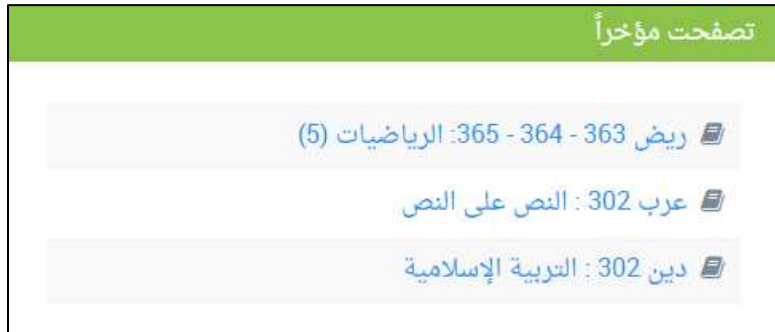 تصفحت مؤخراً
ريض 363 - 364 - 365: الرياضيات (5)
عرب 302 : النص على النص
دين 302 : التربية الإسلامية